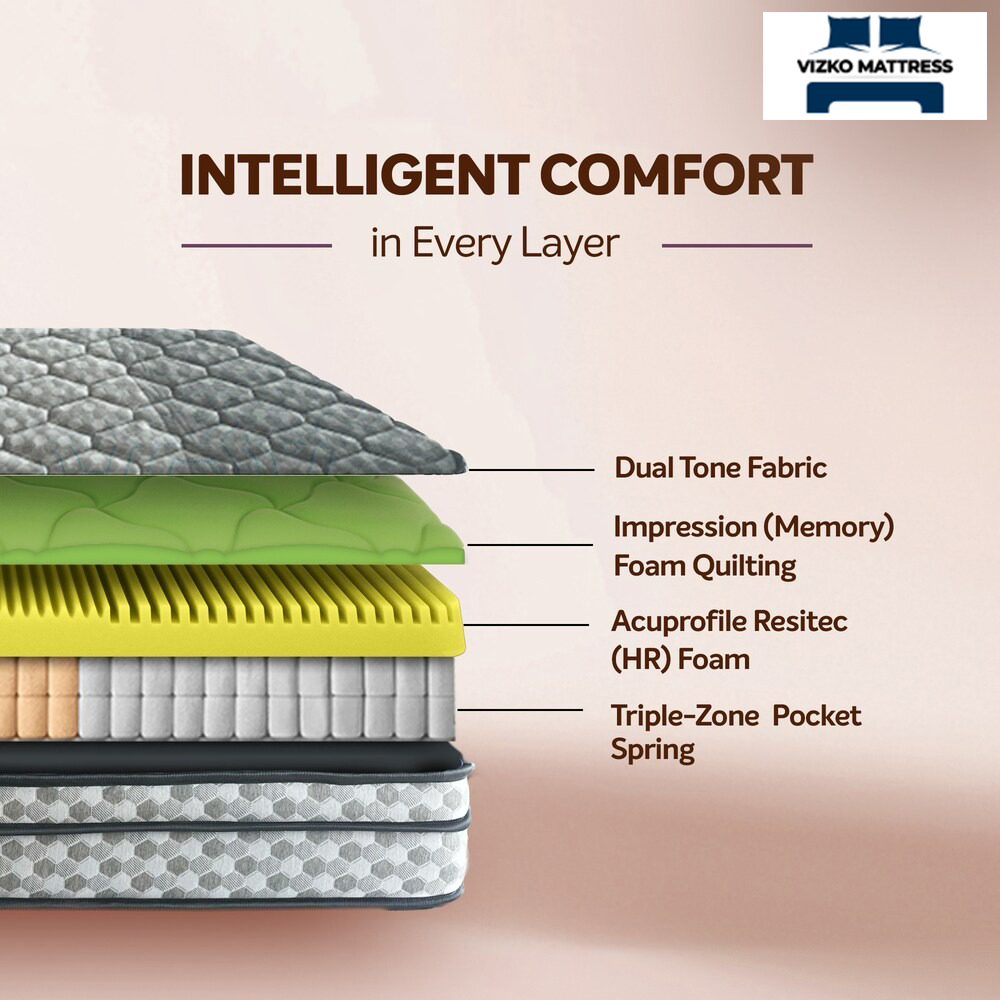 VIZKO MATTRESS
INTELLIGENT COMFORT
in Every Layer
Dual Tone Fabric
Impression (Memory)
Foam Quilting
Acuprofile Resitec
(HR) Foam
Triple-Zone Pocket
Spring